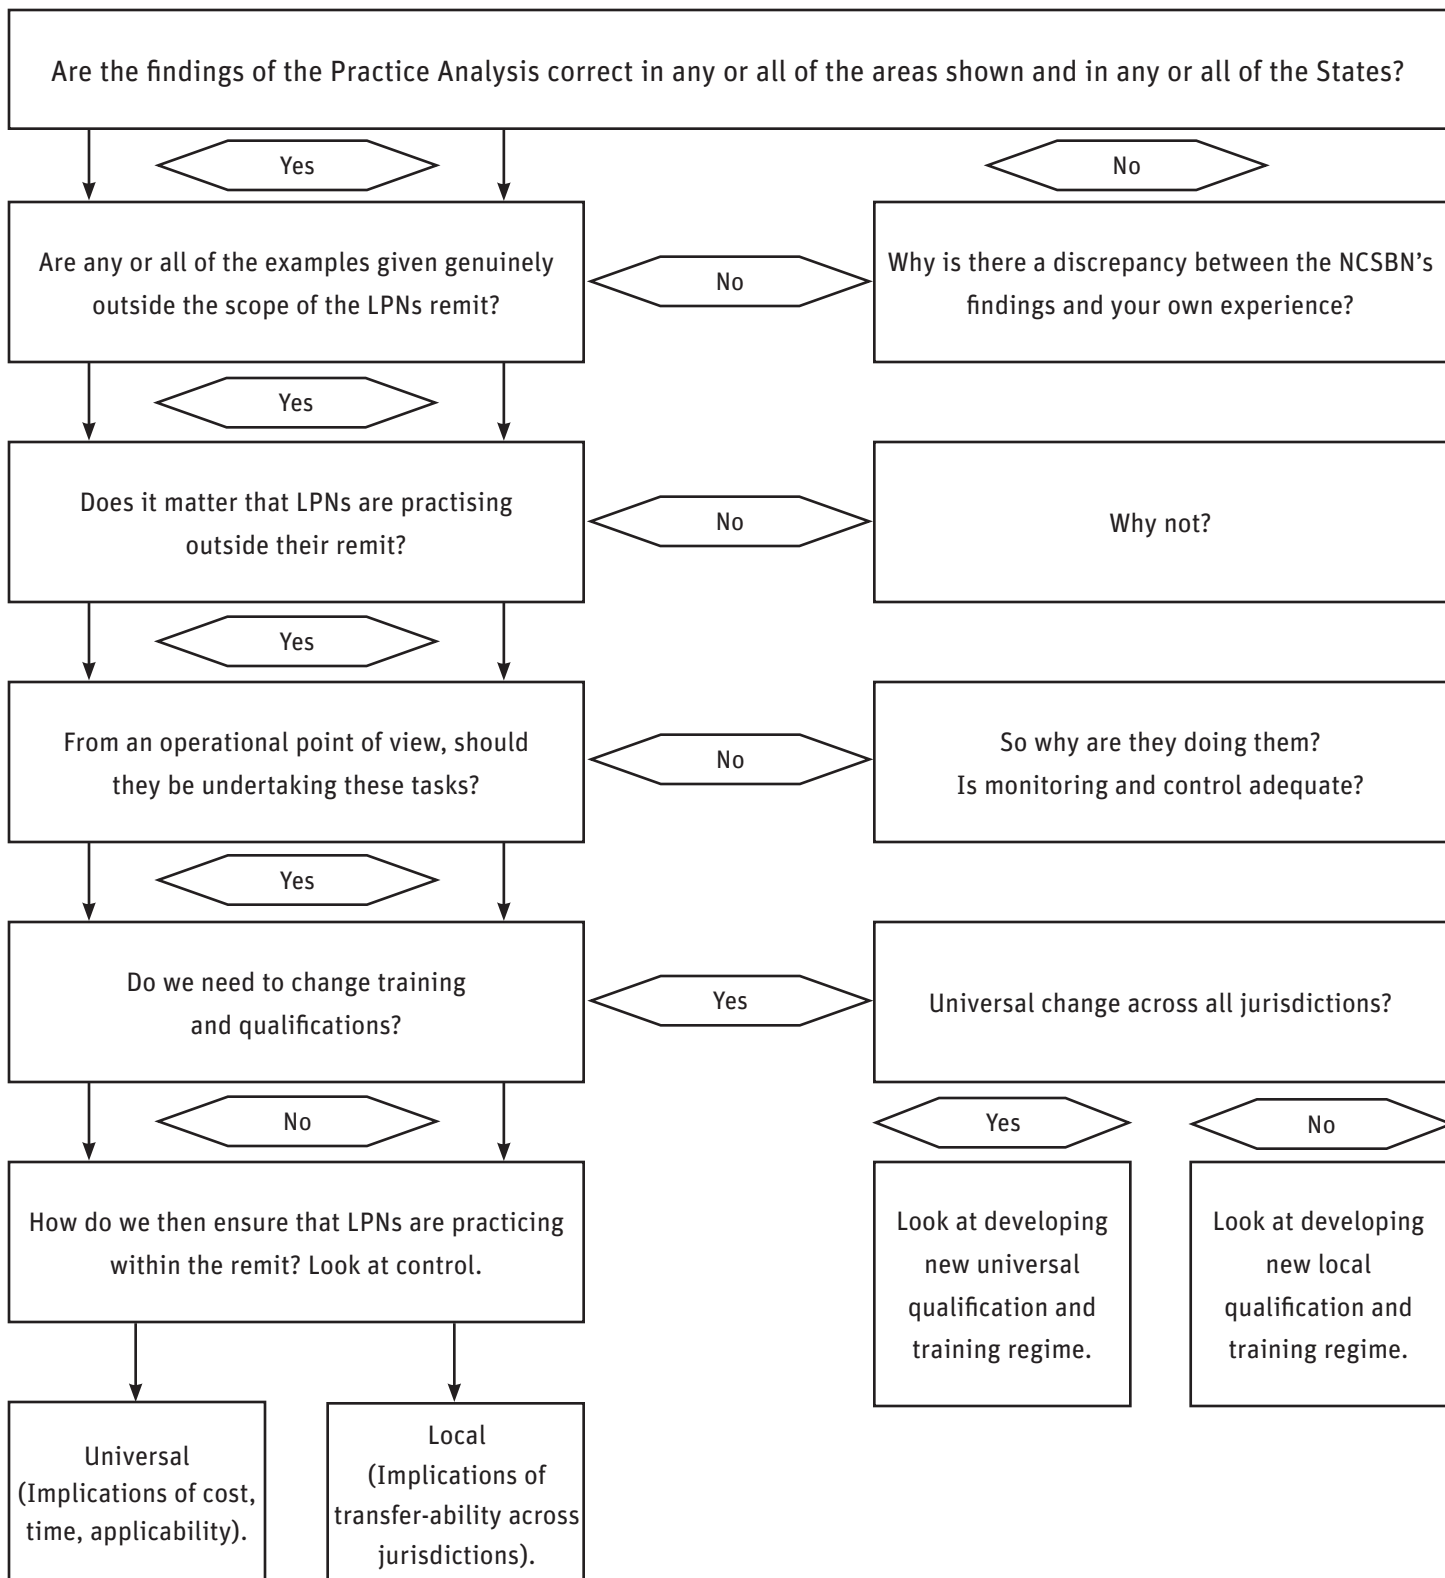 Are the findings of the Practice Analysis correct in any or all of the areas shown and in any or all of the States?
Yes
No
Are any or all of the examples given genuinely
outside the scope of the LPNs remit?
No
Why is there a discrepancy between the NCSBN’s
findings and your own experience?
Yes
Does it matter that LPNs are practising
outside their remit?
No
Why not?
Yes
From an operational point of view, should
they be undertaking these tasks?
No
So why are they doing them?
Is monitoring and control adequate?
Yes
Do we need to change training
and qualifications?
Yes
Universal change across all jurisdictions?
No
Yes
No
How do we then ensure that LPNs are practicing
within the remit? Look at control.
Look at developing
new universal
qualification and
training regime.
Look at developing
new local
qualification and
training regime.
Universal
(Implications of cost,
time, applicability).
Local
(Implications of
transfer-ability across
jurisdictions).